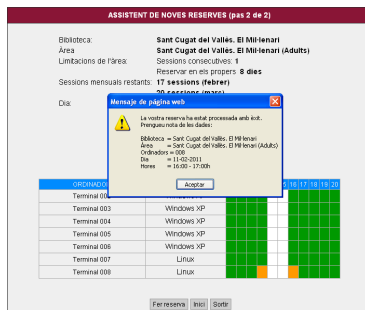 ASSISTENT DE NOVES RESERVES (pas 2 de 2)
Biblioteca: Sant Cugat del Vallès. El Mil·lenari
Àrea Sant Cugat del Vallès. El Mil·lenari (Adults)
Limitacions de l'àrea: Sessions consecutives: 1
Reservar en els propers 8 dies
Sessions mensuals restants: 17 sessions (febrer)
20 sessions (març)
Dia:
Mensaje de página web
La vostra reserva ha estat processada amb èxit.
Prengueu nota de les dades:
Biblioteca = Sant Cugat del Vallès. El Mil·lenari
Àrea = Sant Cugat del Vallès. El Mil·lenari (Adults)
Ordinadors = 008
Dia = 11-02-2011
Hores = 16:00 - 17:00h
Aceptar
ORDINADOR 5 16 17 18 19 20
Terminal 002
Terminal 003 Windows XP
Terminal 004 Windows XP
Terminal 005 Windows XP
Terminal 006 Windows XP
Terminal 007 Linux
Terminal 008 Linux
Fer reserva Inici Sortir